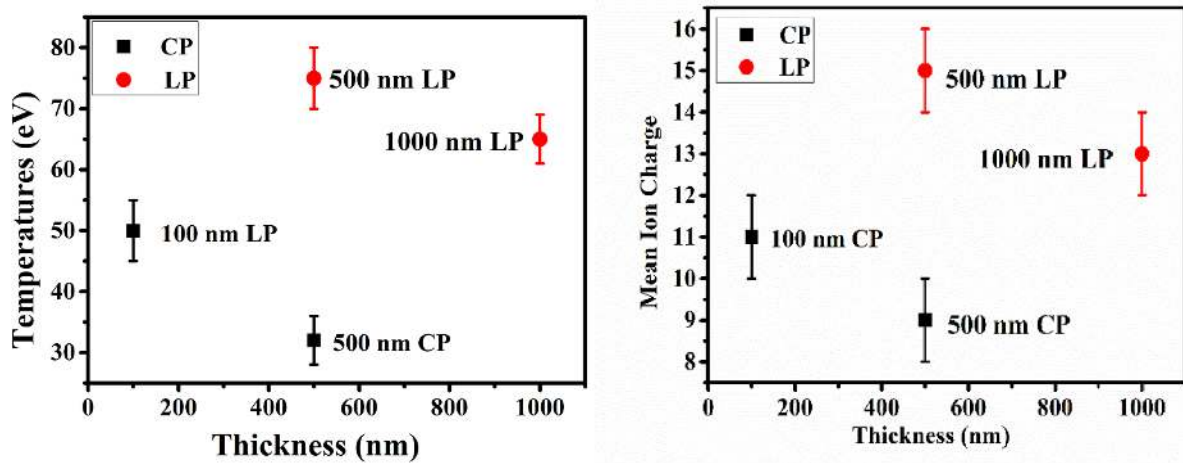 CP
LP
500 nm LP
1000 nm LP
100 nm LP
500 nm CP
80
70
60
50
40
30
0 200 400 600 800 1000
Temperatures (eV)
Thickness (nm)
CP
LP
500 nm LP
1000 nm LP
100 nm CP
500 nm CP
16
15
14
13
12
11
10
9
8
0 200 400 600 800 1000
Mean Ion Charge
Thickness (nm)